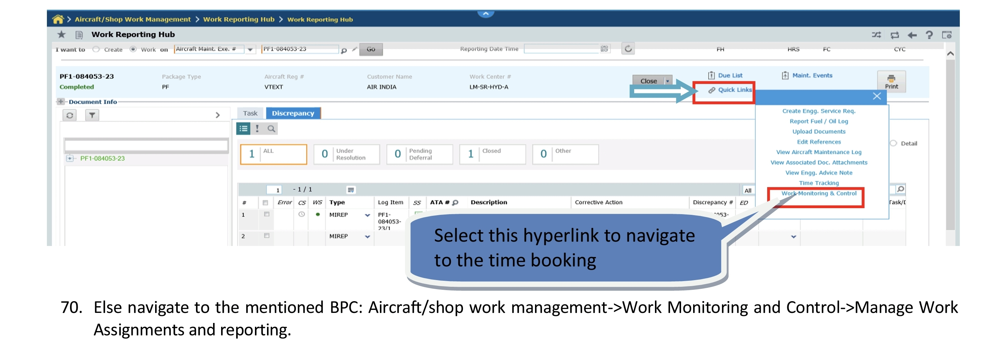 Aircraft/Shop Work Management > Work Reporting Hub > Work Reporting Hub
Work Reporting Hub
I want to Create Work on Aircraft Maint. Exe. # PF1-084053-23 Go Reporting Date Time FH HRS FC CYC
PF1-084053-23 Package Type Aircraft Reg # Customer Name Work Center #
Completed PF VTEXT AIR INDIA LM-SR-HYD-A
Close Due List Maint. Events Print
Quick Links
Document Info
Task Discrepancy
Create Engg. Service Req.
Report Fuel / Oil Log
Upload Documents
Edit References
View Aircraft Maintenance Log
View Associated Doc. Attachments
View Engg. Advice Note
Time Tracking
Work Monitoring & Control
Detail
PF1-084053-23
1 ALL 0 Under Resolution 0 Pending Deferral 1 Closed 0 Other
1 - 1 / 1 All
# Error CS WS Type Log Item SS ATA # Description Corrective Action Discrepancy # ED Task/D
1 MIREP PF1-084053-23/1 053-
2 MIREP
Select this hyperlink to navigate
to the time booking
70. Else navigate to the mentioned BPC: Aircraft/shop work management->Work Monitoring and Control->Manage Work
Assignments and reporting.